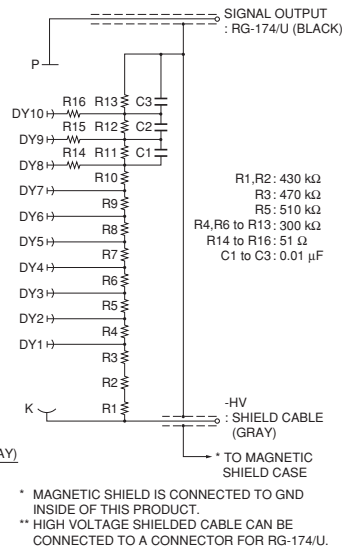 SIGNAL OUTPUT
: RG-174/U (BLACK)
P
R16 R13 C3
DY10
R15 R12 C2
DY9
R14 R11 C1
DY8
R10
DY7
R9
DY6
R8
DY5
R7
DY4
R6
DY3
R5
DY2
R4
DY1
R3
R2
K R1
R1,R2 : 430 kΩ
R3 : 470 kΩ
R5 : 510 kΩ
R4,R6 to R13 : 300 kΩ
R14 to R16 : 51 Ω
C1 to C3 : 0.01 μF
-HV
: SHIELD CABLE
(GRAY)
* TO MAGNETIC
SHIELD CASE
AY)
* MAGNETIC SHIELD IS CONNECTED TO GND
INSIDE OF THIS PRODUCT.
** HIGH VOLTAGE SHIELDED CABLE CAN BE
CONNECTED TO A CONNECTOR FOR RG-174/U.